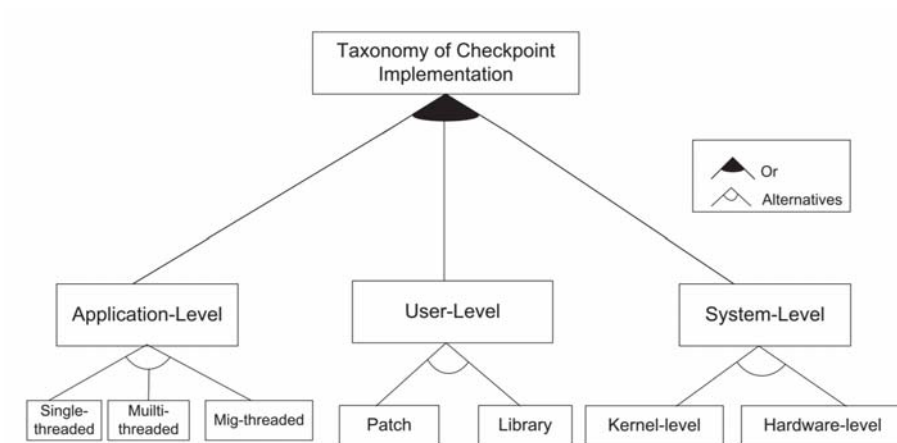 Taxonomy of Checkpoint
Implementation
Or
Alternatives
Application-Level
User-Level
System-Level
Single-
threaded
Muilti-
threaded
Mig-threaded
Patch
Library
Kernel-level
Hardware-level